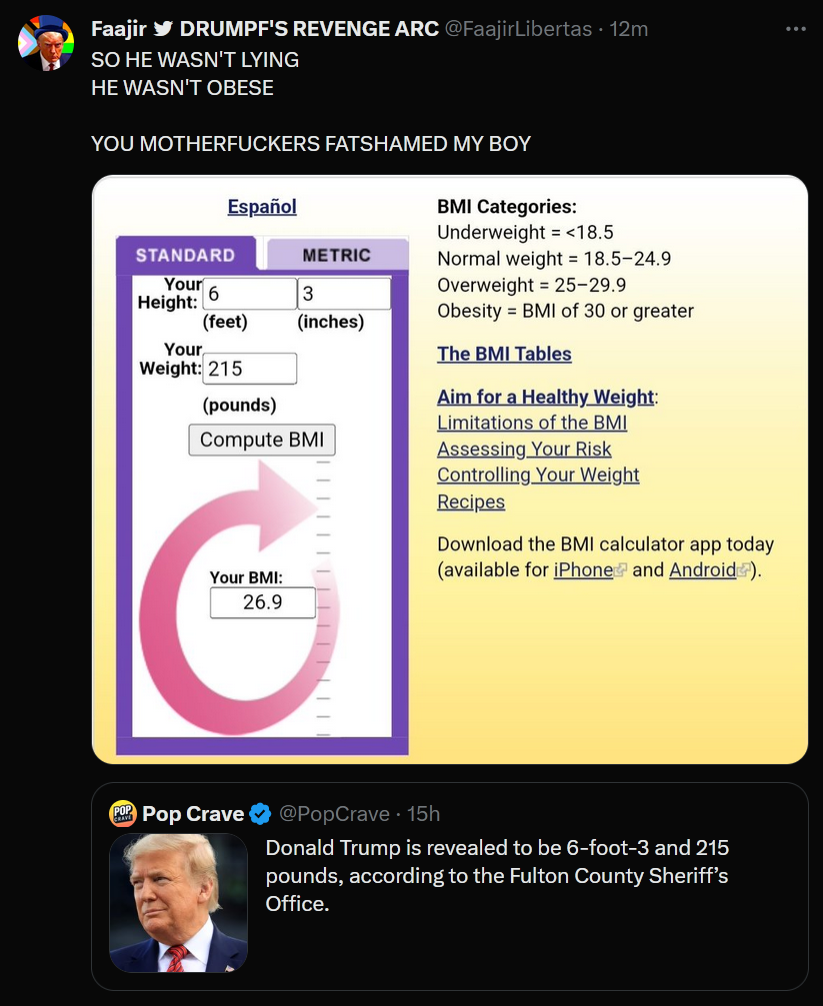 Faajir DRUMPF'S REVENGE ARC @FaajirLibertas · 12m
SO HE WASN'T LYING
HE WASN'T OBESE
YOU MOTHERFUCKERS FATSHAMED MY BOY
Español
STANDARD METRIC
Your Height: 6 3
(feet) (inches)
Your Weight: 215
(pounds)
Compute BMI
Your BMI:
26.9
BMI Categories:
Underweight = <18.5
Normal weight = 18.5–24.9
Overweight = 25–29.9
Obesity = BMI of 30 or greater
The BMI Tables
Aim for a Healthy Weight:
Limitations of the BMI
Assessing Your Risk
Controlling Your Weight
Recipes
Download the BMI calculator app today
(available for iPhone and Android).
POP CRAVE
Pop Crave @PopCrave · 15h
Donald Trump is revealed to be 6-foot-3 and 215
pounds, according to the Fulton County Sheriff's
Office.